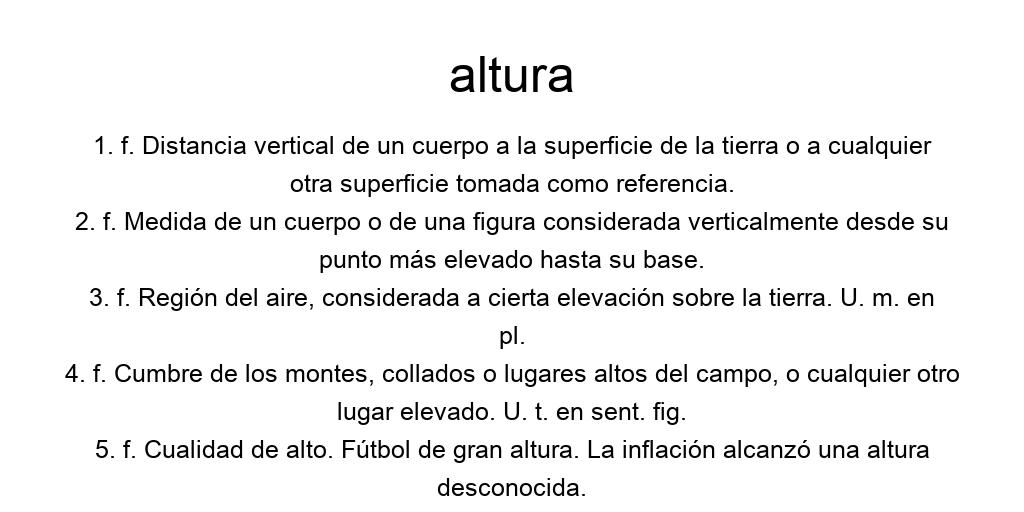 altura
1. f. Distancia vertical de un cuerpo a la superficie de la tierra o a cualquier
otra superficie tomada como referencia.
2. f. Medida de un cuerpo o de una figura considerada verticalmente desde su
punto más elevado hasta su base.
3. f. Región del aire, considerada a cierta elevación sobre la tierra. U. m. en
pl.
4. f. Cumbre de los montes, collados o lugares altos del campo, o cualquier otro
lugar elevado. U. t. en sent. fig.
5. f. Cualidad de alto. Fútbol de gran altura. La inflación alcanzó una altura
desconocida.